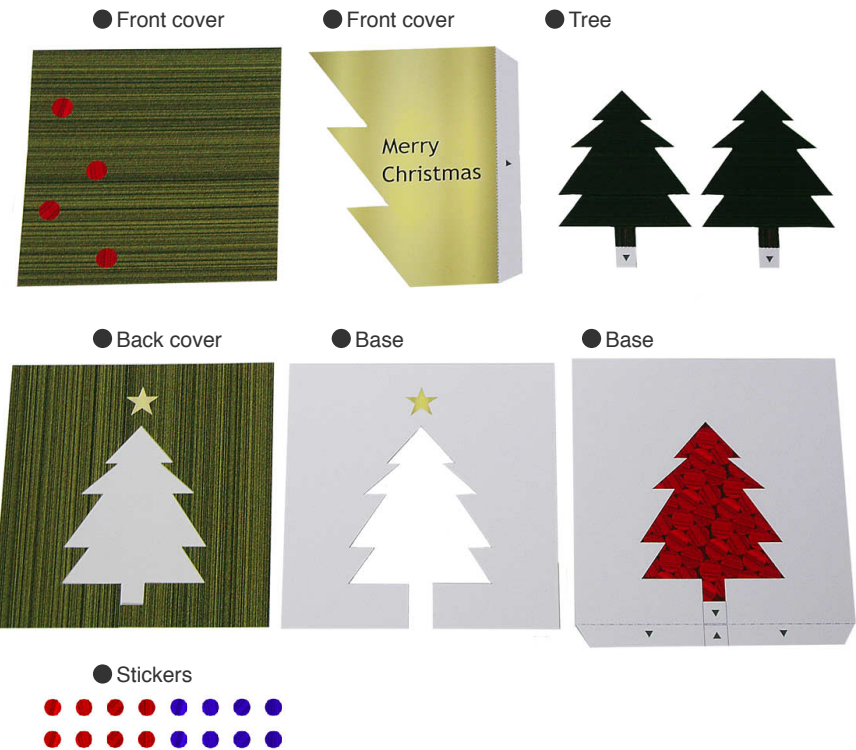 Front cover
Front cover
Tree
Merry
Christmas
Back cover
Base
Base
Stickers